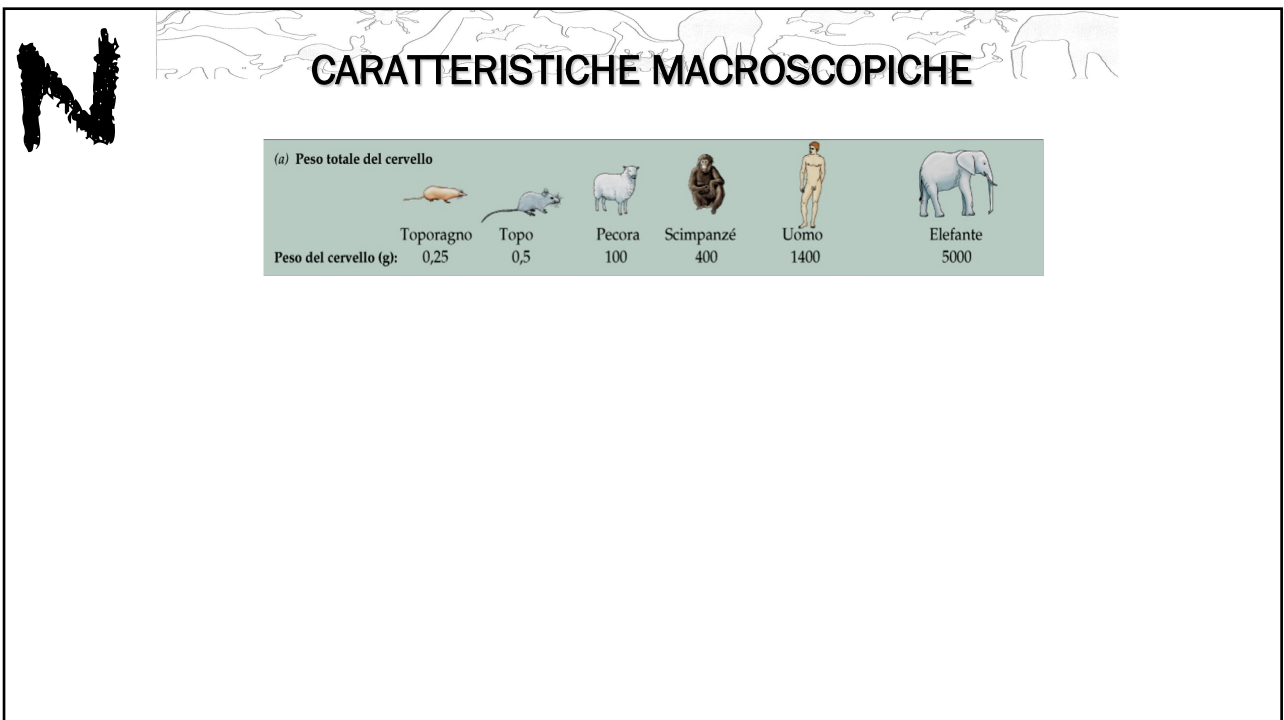 N
CARATTERISTICHE MACROSCOPICHE
(a) Peso totale del cervello
Toporagno Topo Pecora Scimpanzé Uomo Elefante
Peso del cervello (g): 0,25 0,5 100 400 1400 5000